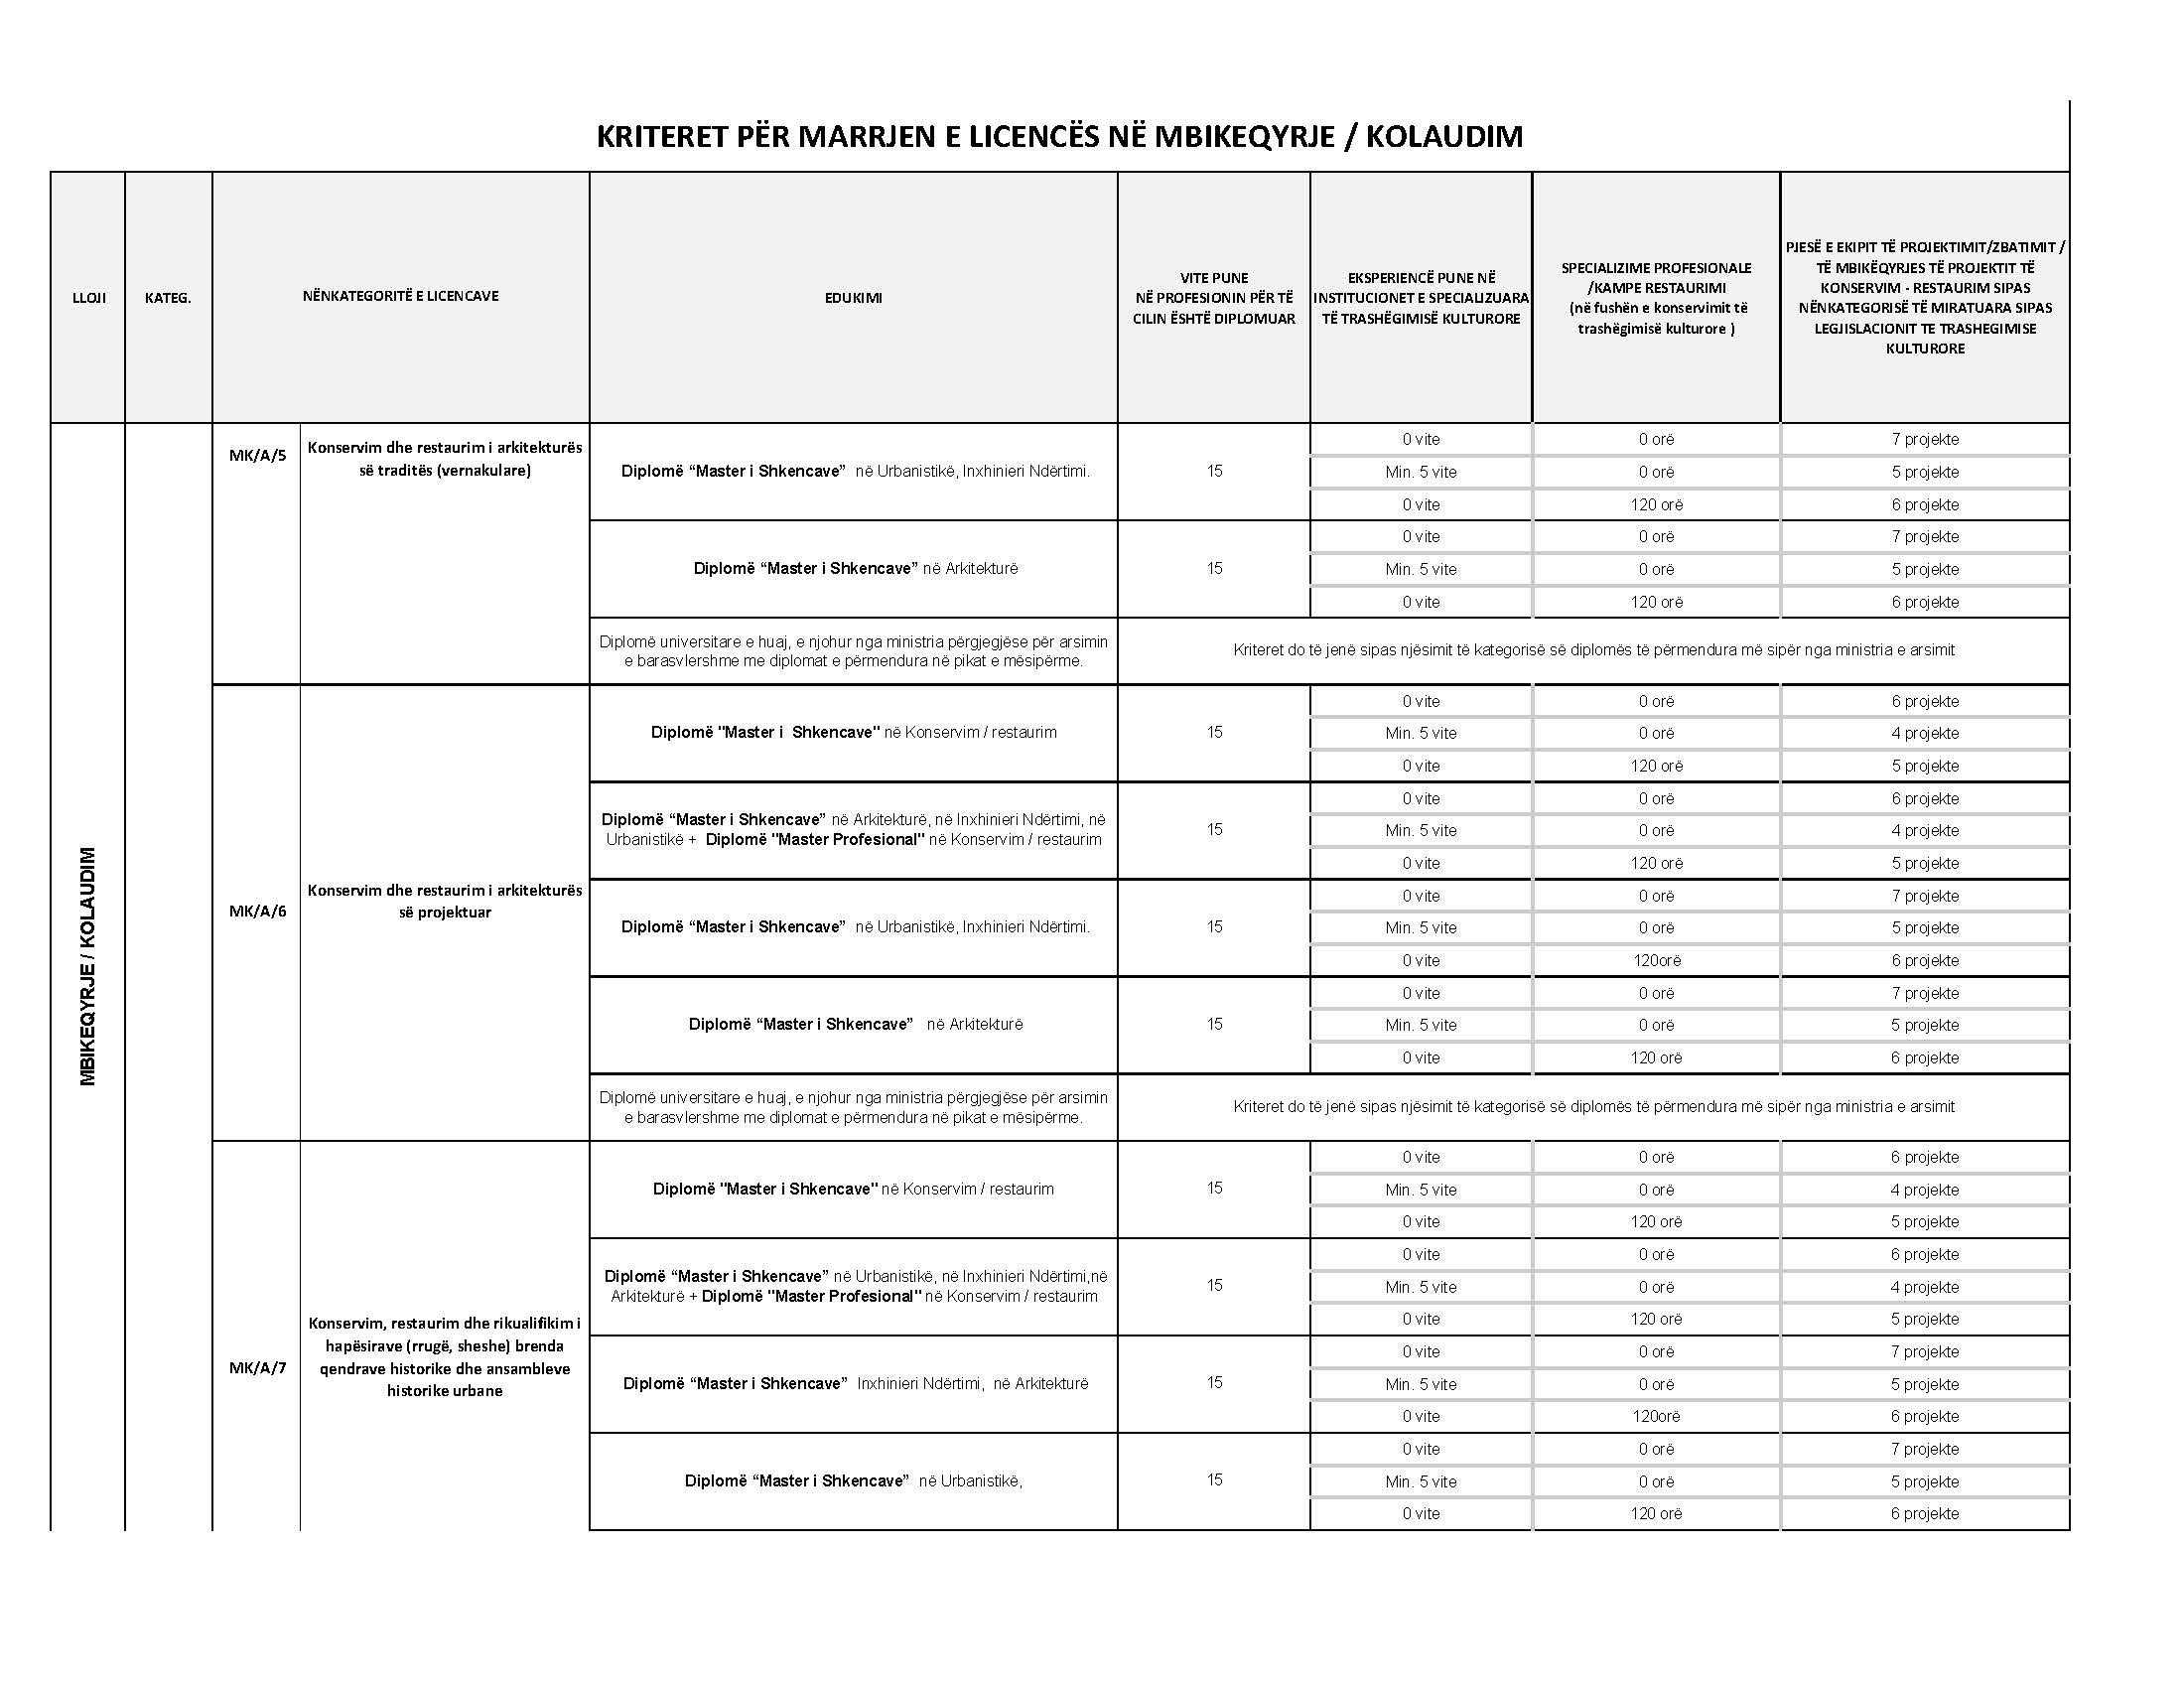 KRITERET PËR MARRJEN E LICENCËS NË MBIKEQYRJE / KOLAUDIM
LLOJI
KATEG.
NËNKATEGORITË E LICENCAVE
EDUKIMI
VITE PUNE
NË PROFESIONIN PËR TË
CILIN ËSHTË DIPLOMUAR
EKSPERIENCË PUNE NË
INSTITUCIONET E SPECIALIZUARA
TË TRASHËGIMISË KULTURORE
SPECIALIZIME PROFESIONALE
/KAMPE RESTAURIMI
(në fushën e konservimit të
trashëgimisë kulturore )
PJESË E EKIPIT TË PROJEKTIMIT/ZBATIMIT /
TË MBIKËQYRJES TË PROJEKTIT TË
KONSERVIM - RESTAURIM SIPAS
NËNKATEGORISË TË MIRATUARA SIPAS
LEGJISLACIONIT TE TRASHEGIMISE
KULTURORE
MBIKEQYRJE / KOLAUDIM
MK/A/5
Konservim dhe restaurim i arkitekturës
së traditës (vernakulare)
Diplomë “Master i Shkencave” në Urbanistikë, Inxhinieri Ndërtimi.
15
0 vite 0 orë 7 projekte
Min. 5 vite 0 orë 5 projekte
0 vite 120 orë 6 projekte
Diplomë “Master i Shkencave” në Arkitekturë
15
0 vite 0 orë 7 projekte
Min. 5 vite 0 orë 5 projekte
0 vite 120 orë 6 projekte
Diplomë universitare e huaj, e njohur nga ministria përgjegjëse për arsimin
e barasvlershme me diplomat e përmendura në pikat e mësipërme.
Kriteret do të jenë sipas njësimit të kategorisë së diplomës të përmendura më sipër nga ministria e arsimit
MK/A/6
Konservim dhe restaurim i arkitekturës
së projektuar
Diplomë "Master i Shkencave" në Konservim / restaurim
15
0 vite 0 orë 6 projekte
Min. 5 vite 0 orë 4 projekte
0 vite 120 orë 5 projekte
Diplomë “Master i Shkencave” në Arkitekturë, në Inxhinieri Ndërtimi, në
Urbanistikë + Diplomë "Master Profesional" në Konservim / restaurim
15
0 vite 0 orë 6 projekte
Min. 5 vite 0 orë 4 projekte
0 vite 120 orë 5 projekte
Diplomë “Master i Shkencave” në Urbanistikë, Inxhinieri Ndërtimi.
15
0 vite 0 orë 7 projekte
Min. 5 vite 0 orë 5 projekte
0 vite 120orë 6 projekte
Diplomë “Master i Shkencave” në Arkitekturë
15
0 vite 0 orë 7 projekte
Min. 5 vite 0 orë 5 projekte
0 vite 120 orë 6 projekte
Diplomë universitare e huaj, e njohur nga ministria përgjegjëse për arsimin
e barasvlershme me diplomat e përmendura në pikat e mësipërme.
Kriteret do të jenë sipas njësimit të kategorisë së diplomës të përmendura më sipër nga ministria e arsimit
MK/A/7
Konservim, restaurim dhe rikualifikim i
hapësirave (rrugë, sheshe) brenda
qendrave historike dhe ansambleve
historike urbane
Diplomë "Master i Shkencave" në Konservim / restaurim
15
0 vite 0 orë 6 projekte
Min. 5 vite 0 orë 4 projekte
0 vite 120 orë 5 projekte
Diplomë “Master i Shkencave” në Urbanistikë, në Inxhinieri Ndërtimi,në
Arkitekturë + Diplomë "Master Profesional" në Konservim / restaurim
15
0 vite 0 orë 6 projekte
Min. 5 vite 0 orë 4 projekte
0 vite 120 orë 5 projekte
Diplomë “Master i Shkencave” Inxhinieri Ndërtimi, në Arkitekturë
15
0 vite 0 orë 7 projekte
Min. 5 vite 0 orë 5 projekte
0 vite 120orë 6 projekte
Diplomë “Master i Shkencave” në Urbanistikë,
15
0 vite 0 orë 7 projekte
Min. 5 vite 0 orë 5 projekte
0 vite 120 orë 6 projekte